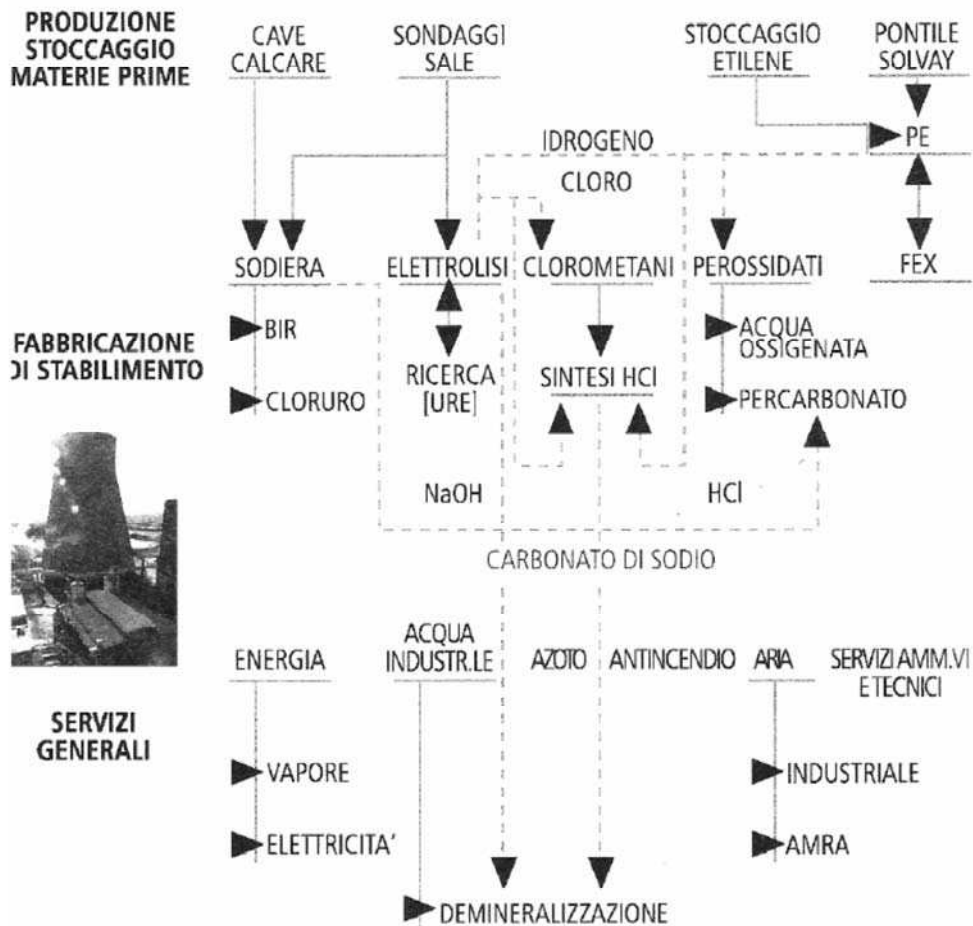 PRODUZIONE
STOCCAGGIO
MATERIE PRIME
CAVE
CALCARE
SONDAGGI
SALE
STOCCAGGIO
ETILENE
PONTILE
SOLVAY
PE
IDROGENO
CLORO
SODIERA
ELETTROLISI
CLOROMETANI
PEROSSIDATI
FEX
FABBRICAZIONE
DI STABILIMENTO
BIR
CLORURO
RICERCA
[URE]
SINTESI HCl
ACQUA
OSSIGENATA
PERCARBONATO
NaOH
HCl
CARBONATO DI SODIO
SERVIZI
GENERALI
ENERGIA
ACQUA
INDUSTR.LE
AZOTO
ANTINCENDIO
ARIA
SERVIZI AMM.VI
E TECNICI
VAPORE
ELETTRICITA'
INDUSTRIALE
AMRA
DEMINERALIZZAZIONE